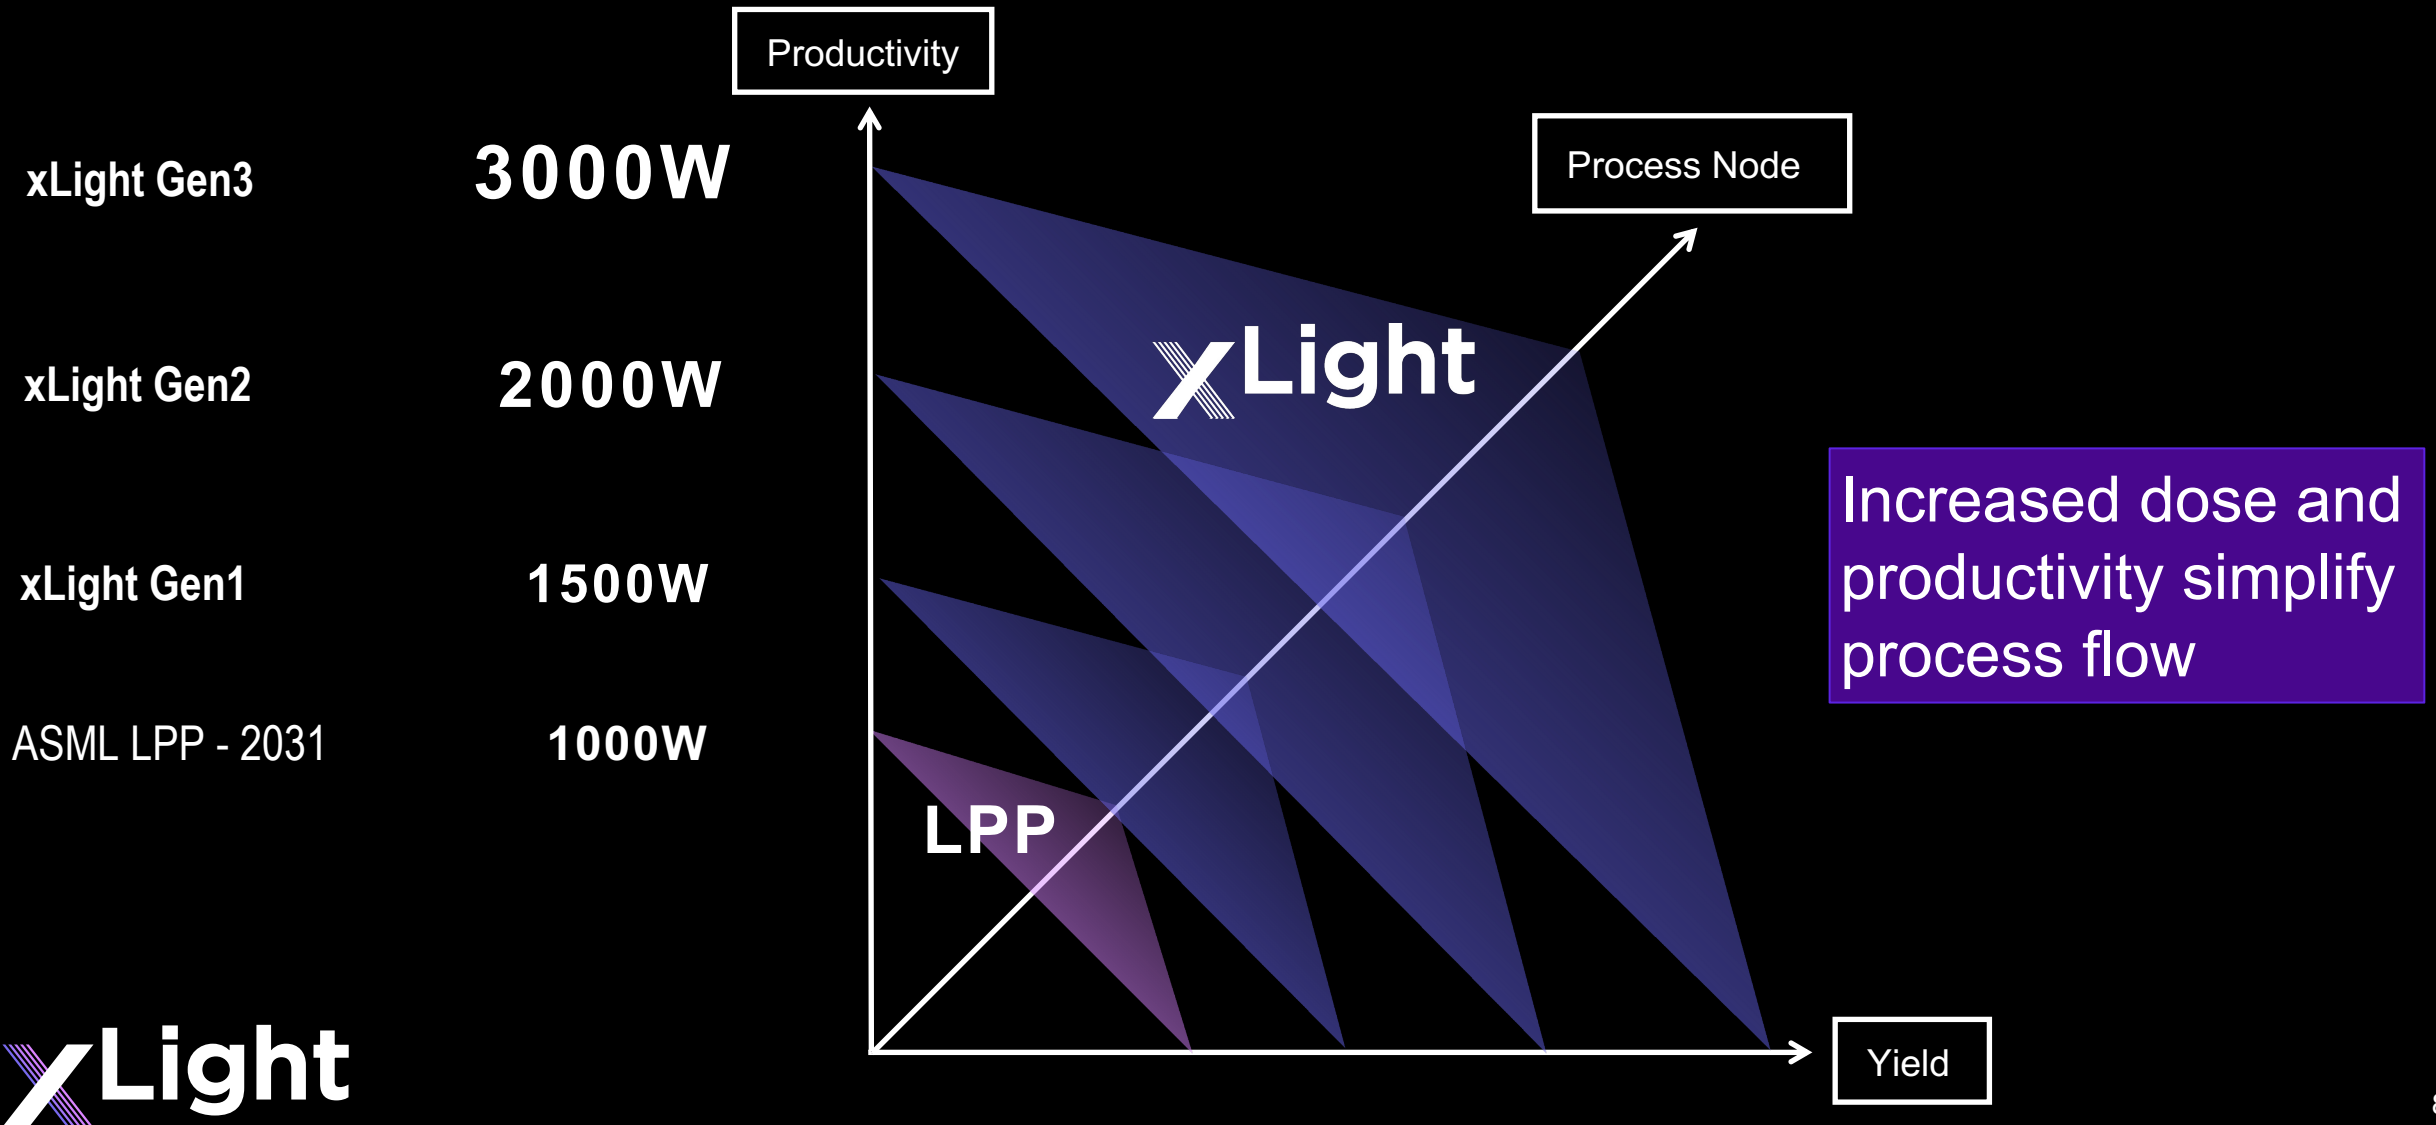 Productivity
Process Node
xLight Gen3 3000W
xLight
xLight Gen2 2000W
Increased dose and
productivity simplify
process flow
xLight Gen1 1500W
ASML LPP - 2031 1000W
LPP
xLight
Yield